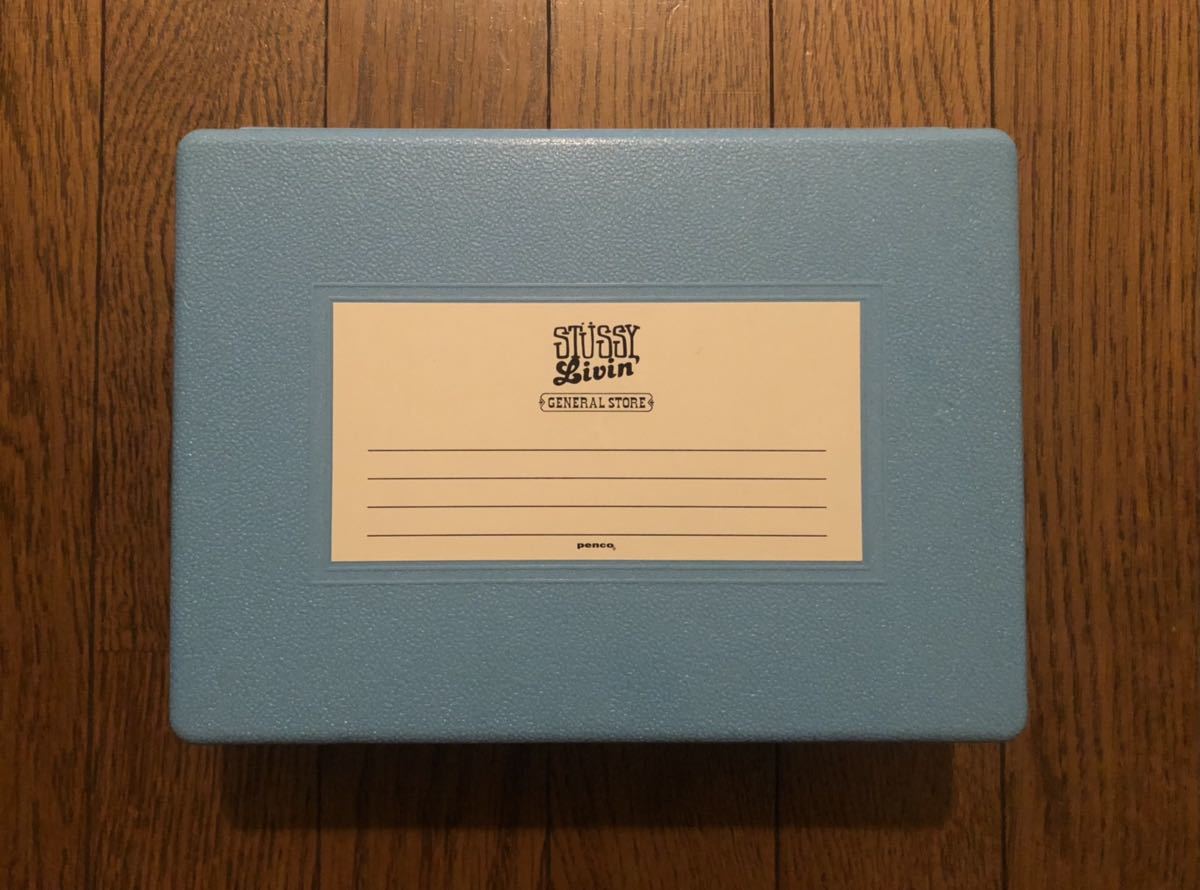 STÜSSY
Livin'
GENERAL STORE
penco